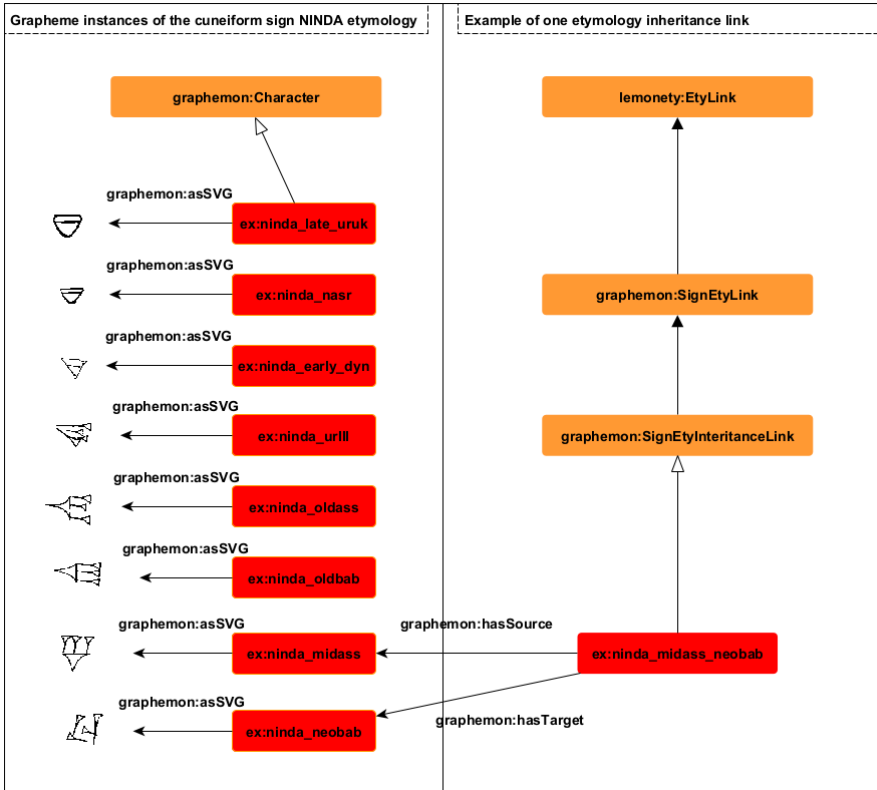 Grapheme instances of the cuneiform sign NINDA etymology
graphemon:Character
graphemon:asSVG
ex:ninda_late_uruk
graphemon:asSVG
ex:ninda_nasr
graphemon:asSVG
ex:ninda_early_dyn
graphemon:asSVG
ex:ninda_urIII
graphemon:asSVG
ex:ninda_oldass
graphemon:asSVG
ex:ninda_oldbab
graphemon:asSVG
ex:ninda_midass
graphemon:asSVG
ex:ninda_neobab
Example of one etymology inheritance link
lemonety:EtyLink
graphemon:SignEtyLink
graphemon:SignEtyInteritanceLink
graphemon:hasSource
ex:ninda_midass_neobab
graphemon:hasTarget